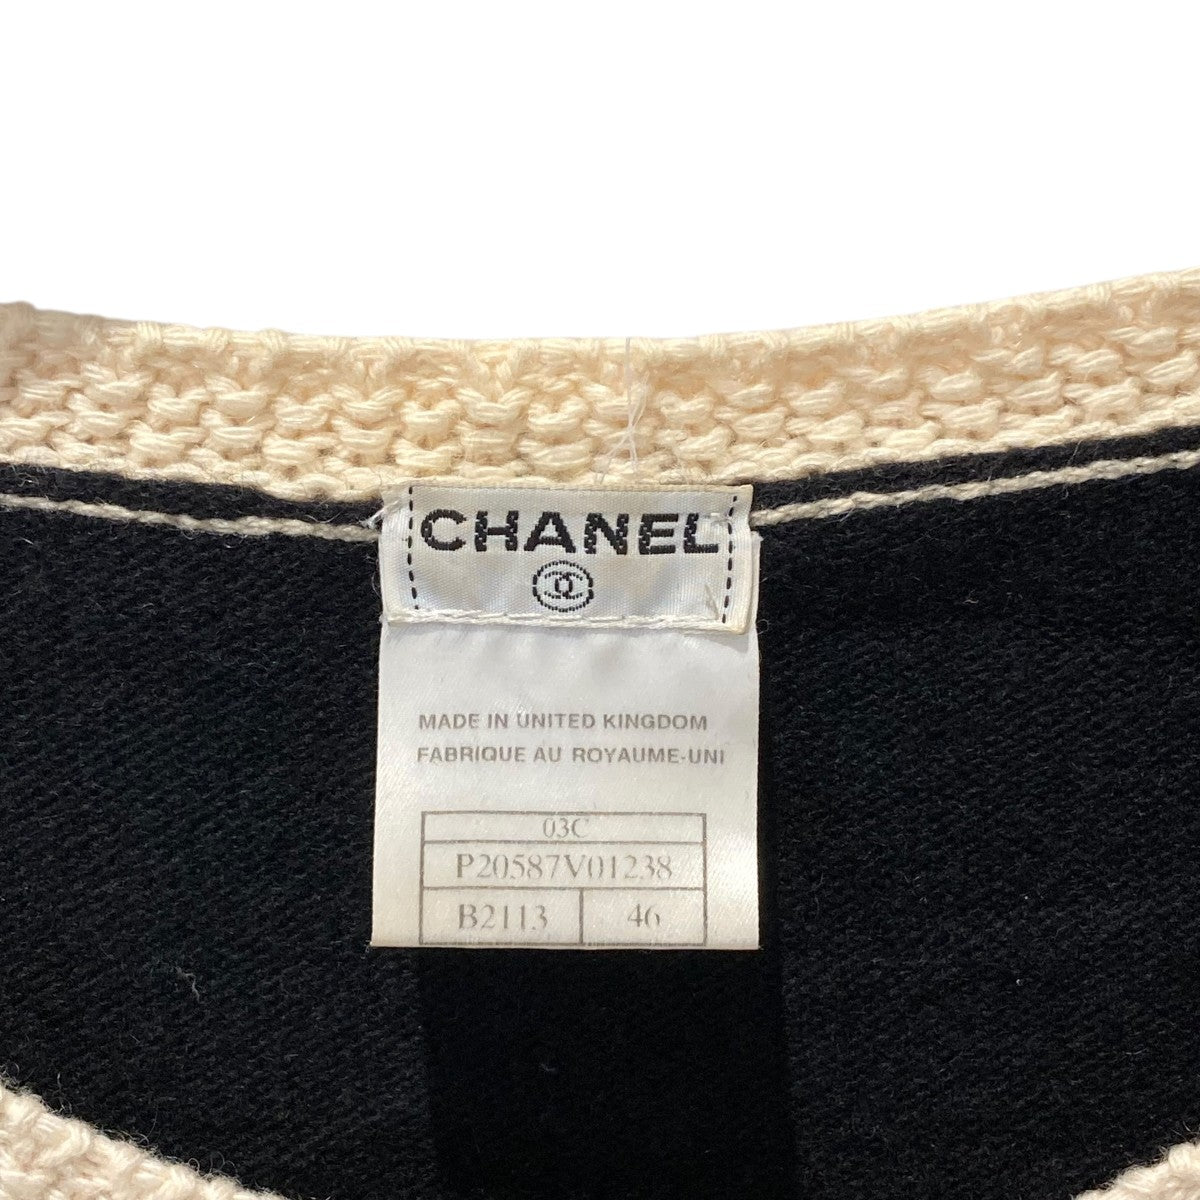 CHANEL
MADE IN UNITED KINGDOM
FABRIQUE AU ROYAUME-UNI
03C
P20587V01238
B2113 46